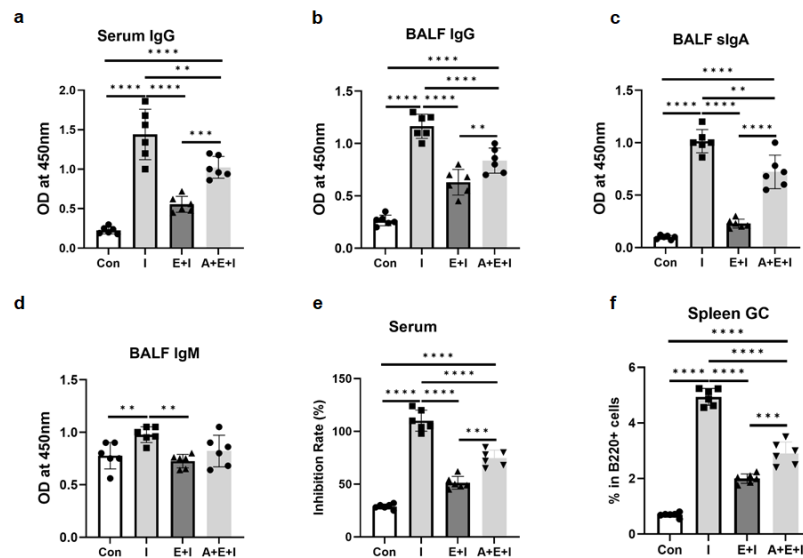 a
Serum IgG
****
**
**** ****
***
OD at 450nm
2.0
1.5
1.0
0.5
0.0
Con I E+I A+E+I
b
BALF IgG
****
****
**** ****
**
OD at 450nm
1.5
1.0
0.5
0.0
Con I E+I A+E+I
c
BALF sIgA
****
**
**** ****
****
OD at 450nm
1.5
1.0
0.5
0.0
Con I E+I A+E+I
d
BALF IgM
** **
OD at 450nm
1.5
1.0
0.5
0.0
Con I E+I A+E+I
e
Serum
****
****
**** ****
***
Inhibition Rate (%)
150
100
50
0
Con I E+I A+E+I
f
Spleen GC
****
****
**** ****
***
% in B220+ cells
6
4
2
0
Con I E+I A+E+I